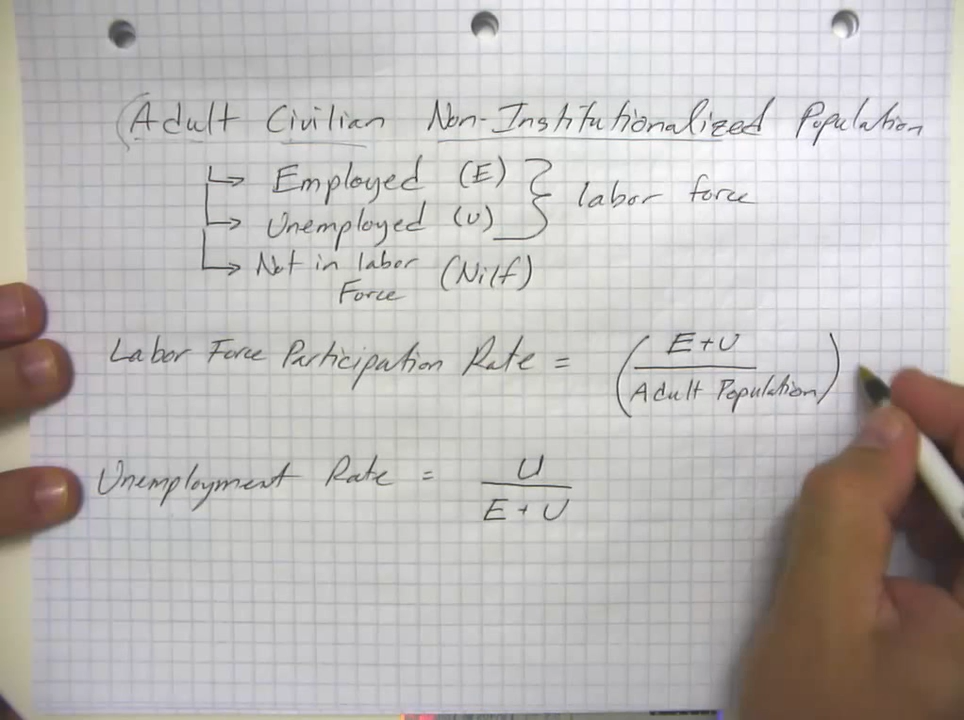 (Adult Civilian Non-Institutionalized Population
Employed (E)
Unemployed (U)
labor force
Not in labor (Nilf)
Force
Labor Force Participation Rate = (E+U / Adult Population)
Unemployment Rate = U / E + U